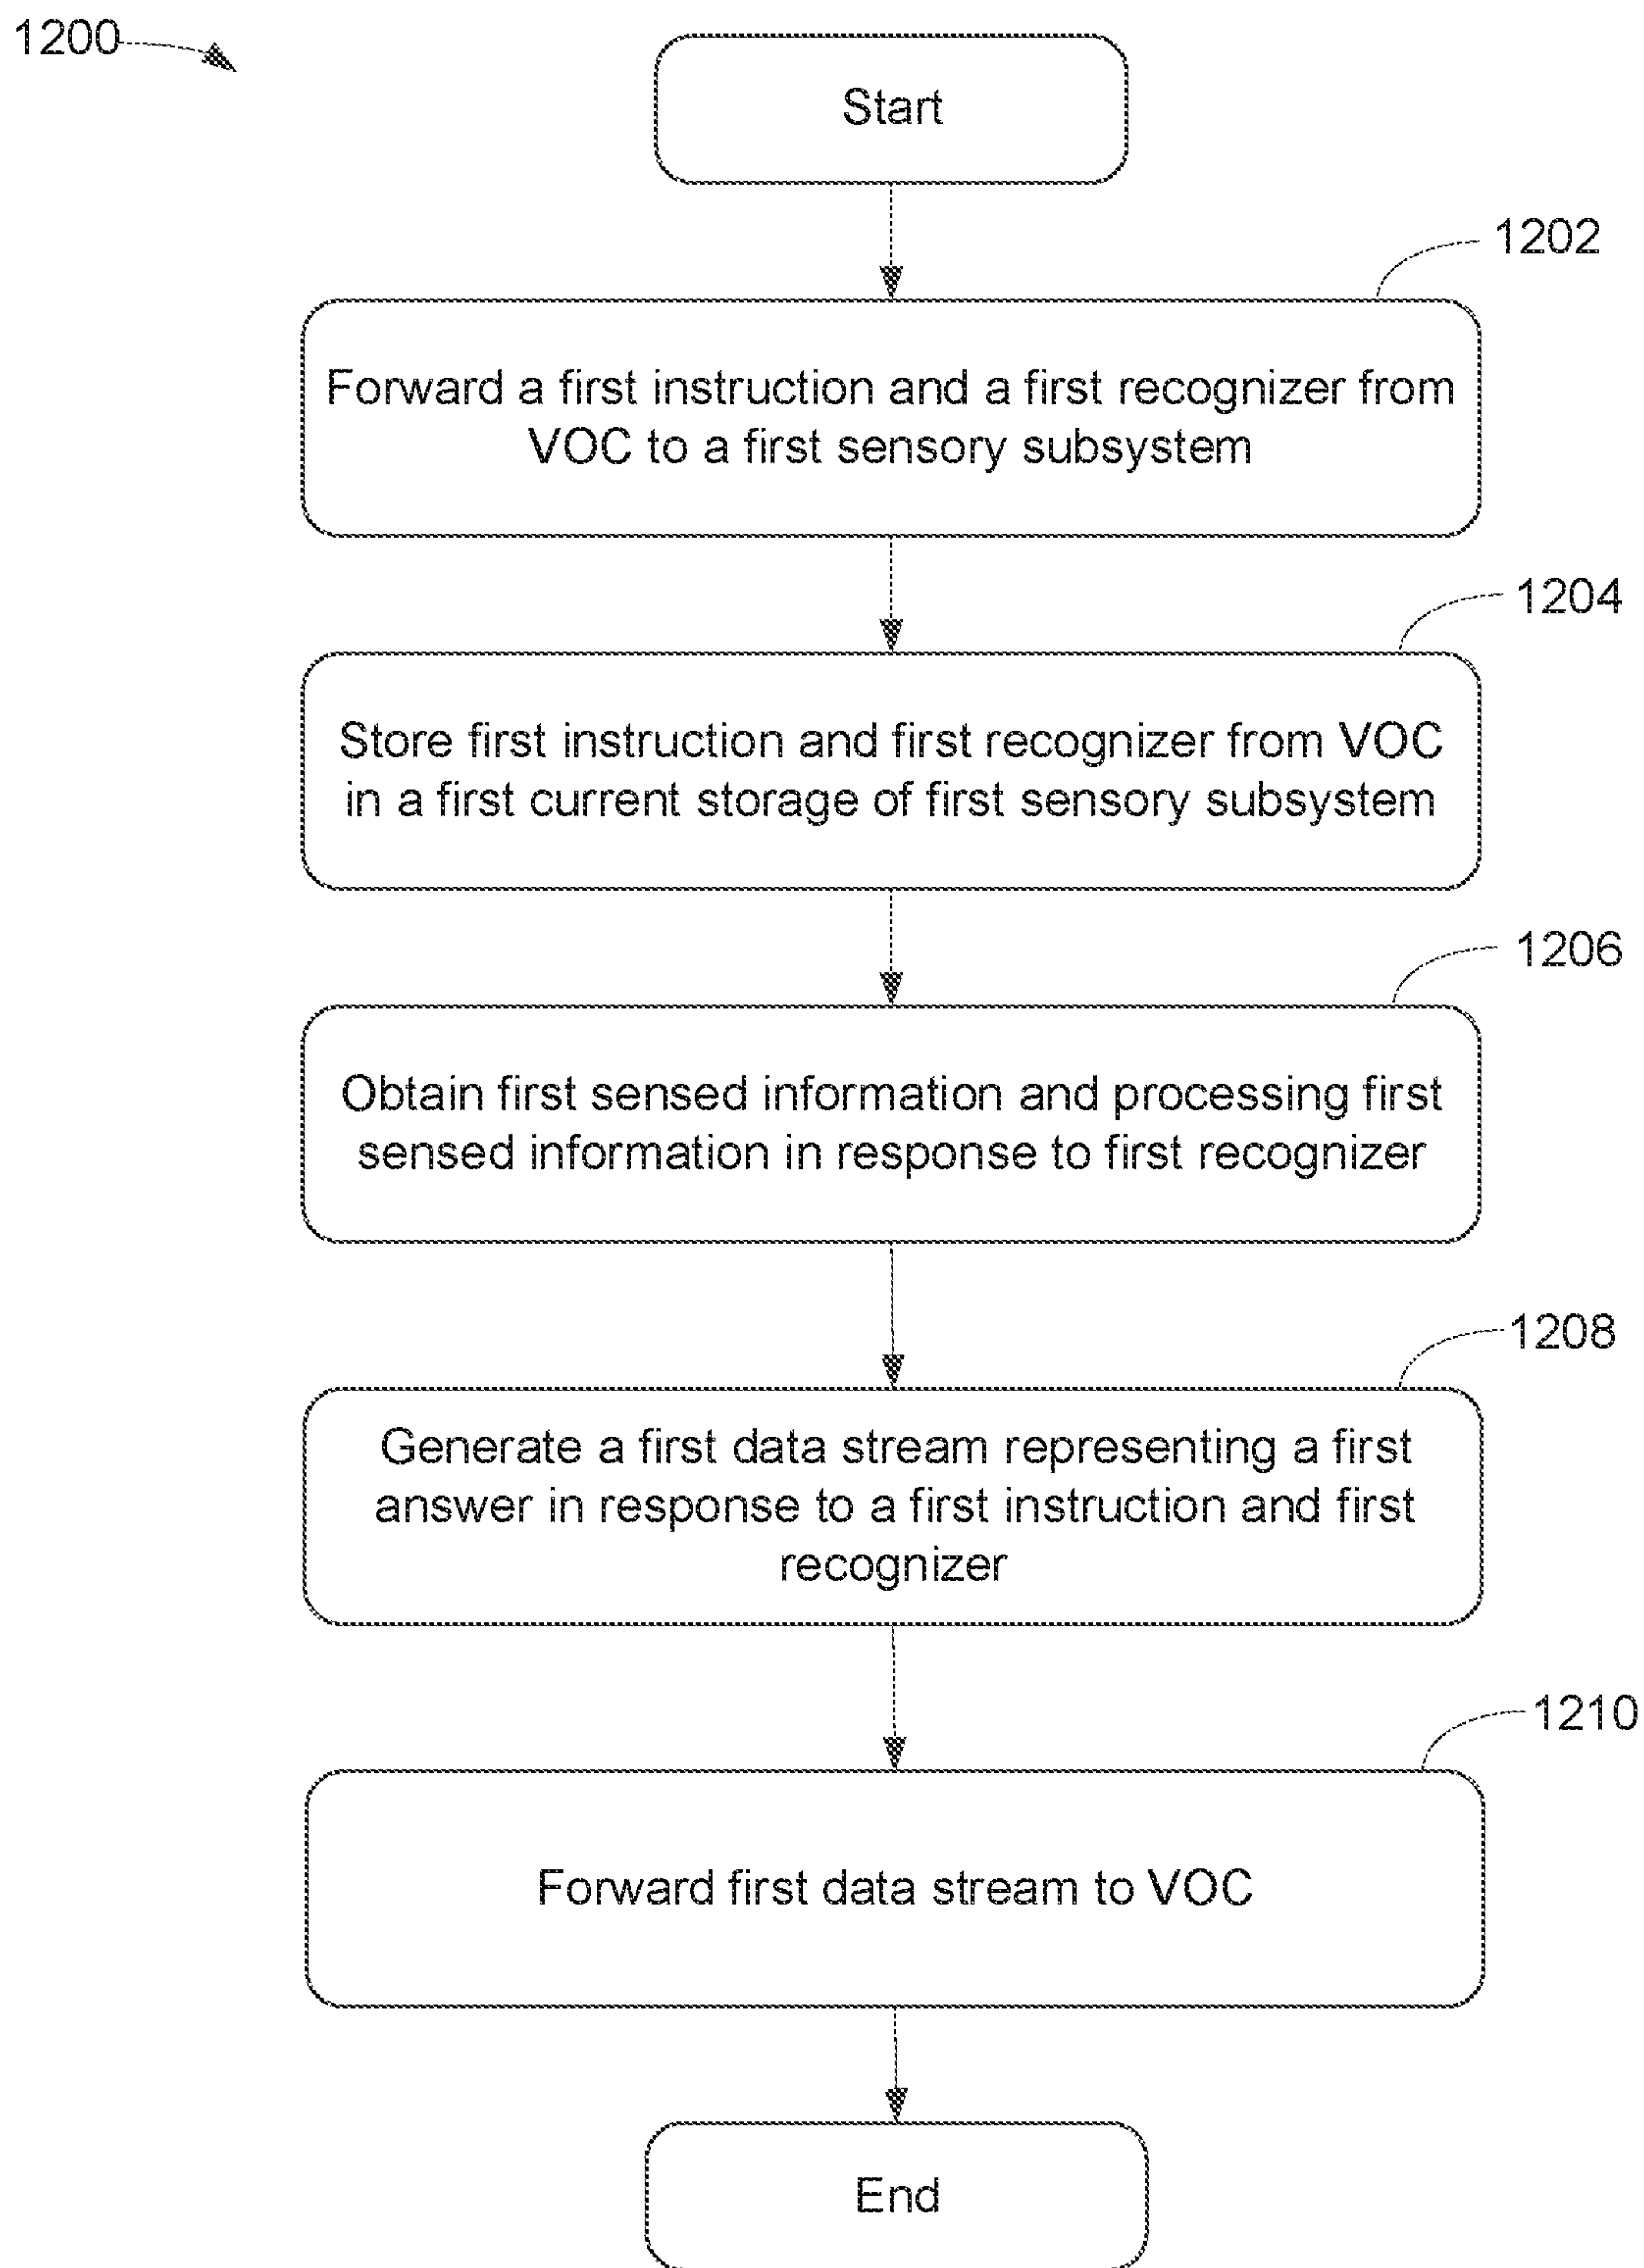 1200
Start
1202
Forward a first instruction and a first recognizer from
VOC to a first sensory subsystem
1204
Store first instruction and first recognizer from VOC
in a first current storage of first sensory subsystem
1206
Obtain first sensed information and processing first
sensed information in response to first recognizer
1208
Generate a first data stream representing a first
answer in response to a first instruction and first
recognizer
1210
Forward first data stream to VOC
End